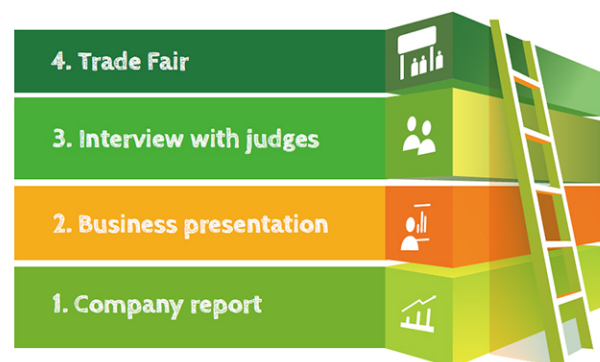 4. Trade Fair
3. Interview with judges
2. Business presentation
1. Company report